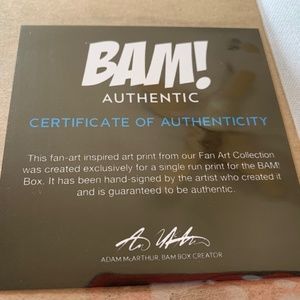 BAM!
AUTHENTIC
CERTIFICATE OF AUTHENTICITY
This fan-art inspired art print from our Fan Art Collection
was created exclusively for a single run print for the BAM!
Box. It has been hand-signed by the artist who created it
and is guaranteed to be authentic.
ADAM McARTHUR, BAM BOX CREATOR